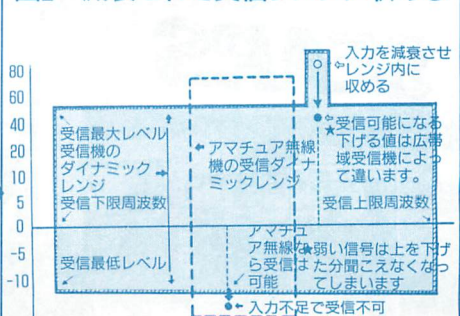 80
60
40
20
10
5
0
-5
-10
入力を減衰させ
⇦レンジ内に
収める
受信最大レベル
受信機の
ダイナミック
レンジ
受信下限周波数
←アマチュア無線
機の受信ダイナ
ミックレンジ
⇦受信可能になる
★下げる値は広帯
域受信機によっ
て違います。
受信上限周波数
受信最低レベル
アマチュ
ア無線な
ら受信は
可能
★弱い信号は上を下げ
た分聞こえなくなっ
てしまいます
←入力不足で受信不可